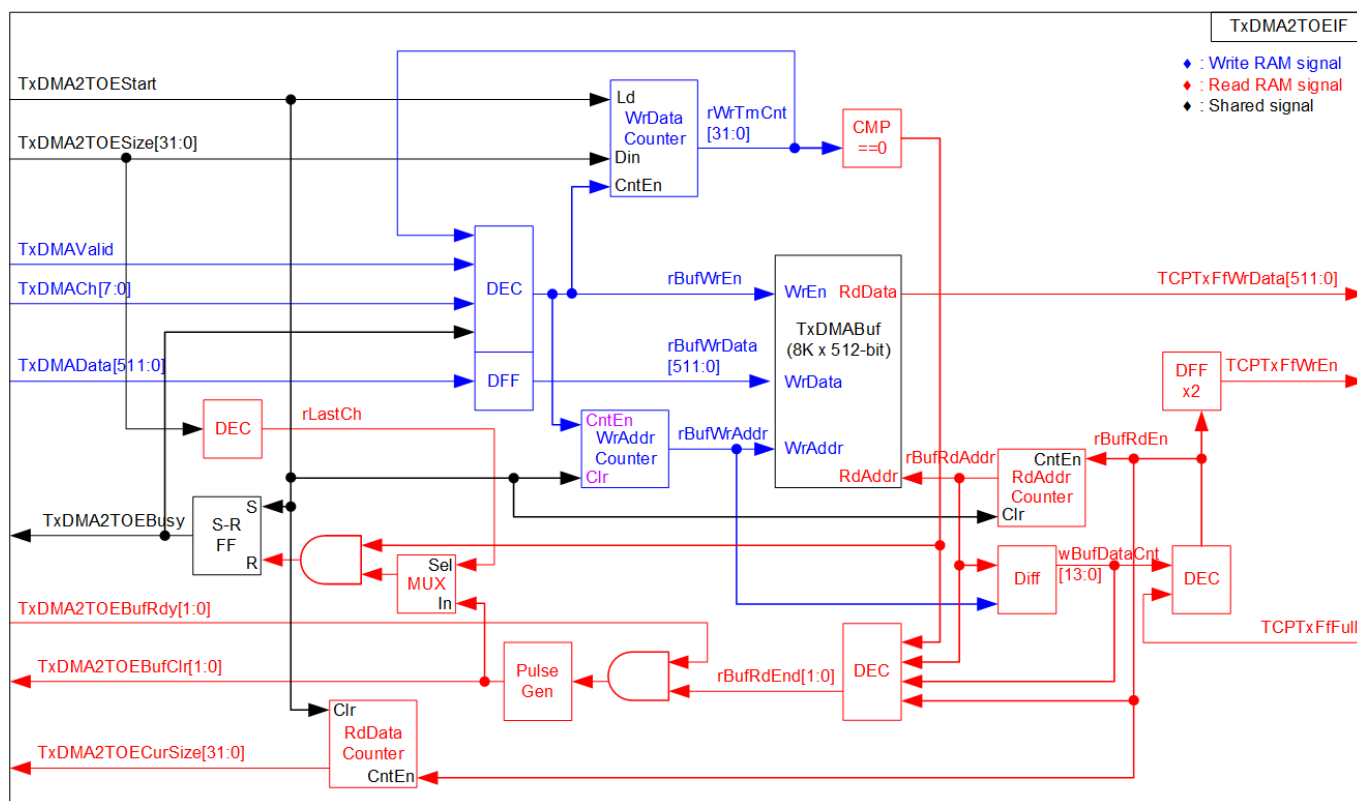 TxDMA2TOEIF
♦ : Write RAM signal
♦ : Read RAM signal
♦ : Shared signal
TxDMA2TOEStart
Ld
WrData
Counter
Din
CntEn
rWrTrnCnt
[31:0]
CMP
==0
TxDMA2TOESize[31:0]
TxDMAValid
TxDMACh[7:0]
DEC
rBufWrEn
WrEn
RdData
TCPTxFfWrData[511:0]
TxDMABuf
(8K x 512-bit)
TxDMAData[511:0]
DFF
rBufWrData
[511:0]
WrData
DFF
x2
TCPTxFfWrEn
DEC
rLastCh
CntEn
WrAddr
Counter
Clr
rBufWrAddr
WrAddr
RdAddr
rBufRdAddr
rBufRdEn
CntEn
RdAddr
Counter
Clr
TxDMA2TOEBusy
S
S-R
FF
R
Sel
MUX
In
Diff
wBufDataCnt
[13:0]
DEC
TxDMA2TOEBufRdy[1:0]
TCPTxFfFull
TxDMA2TOEBufClr[1:0]
Pulse
Gen
rBufRdEnd[1:0]
DEC
Clr
RdData
Counter
CntEn
TxDMA2TOECurSize[31:0]